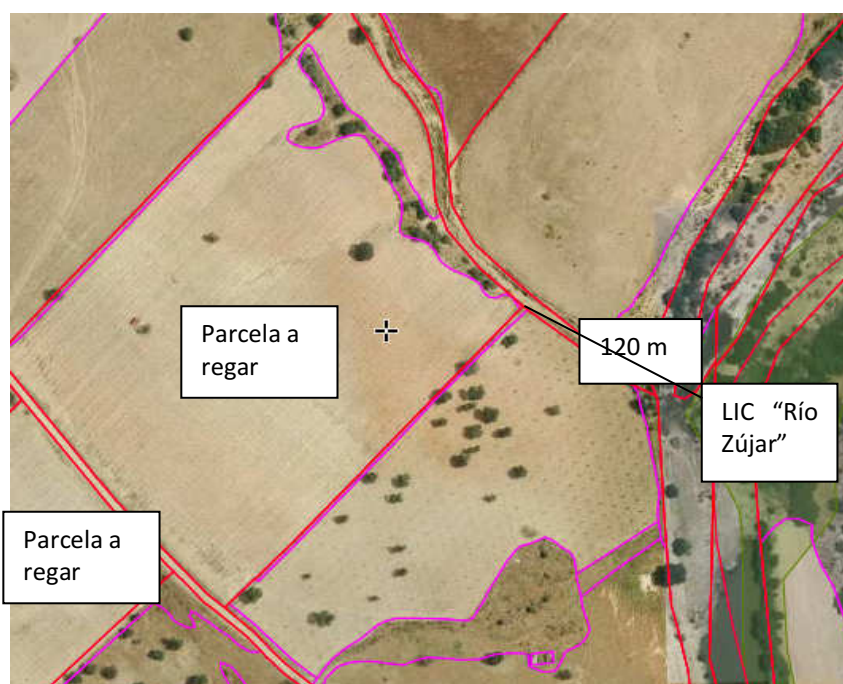 Parcela a
regar
120 m
LIC “Río
Zújar”
Parcela a
regar